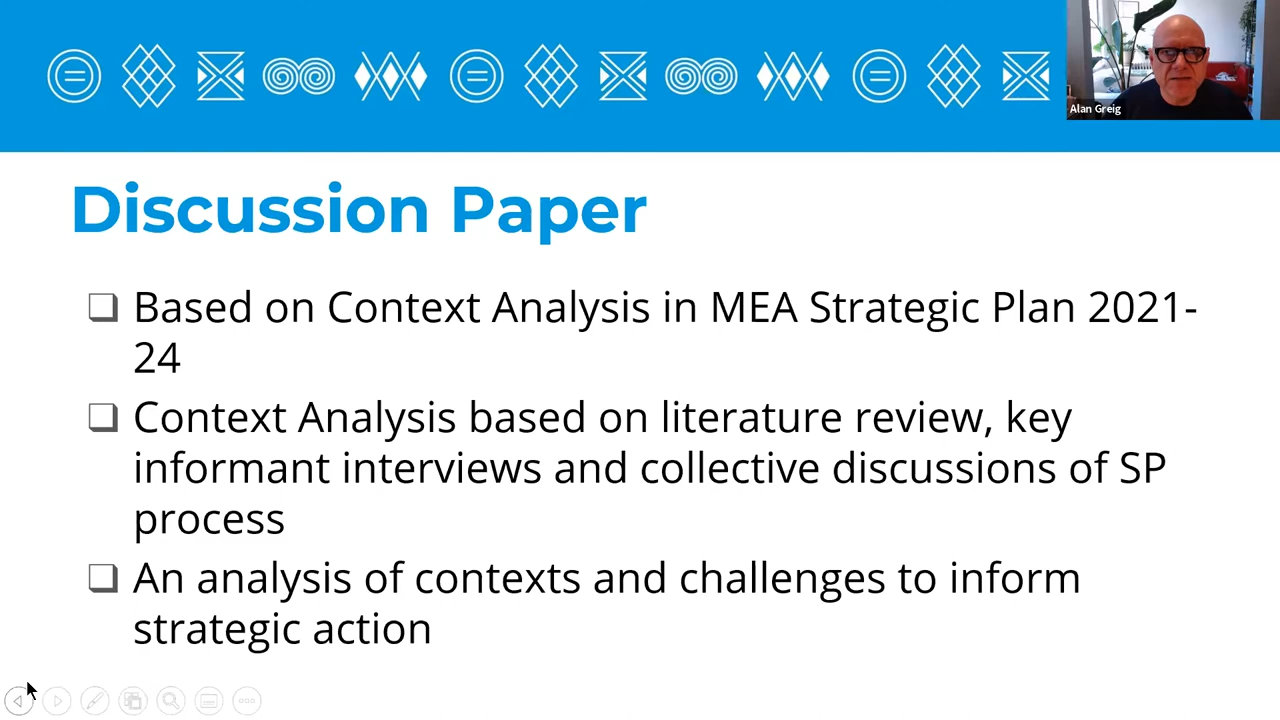 Alan Greig
Discussion Paper
Based on Context Analysis in MEA Strategic Plan 2021-
24
Context Analysis based on literature review, key
informant interviews and collective discussions of SP
process
An analysis of contexts and challenges to inform
strategic action